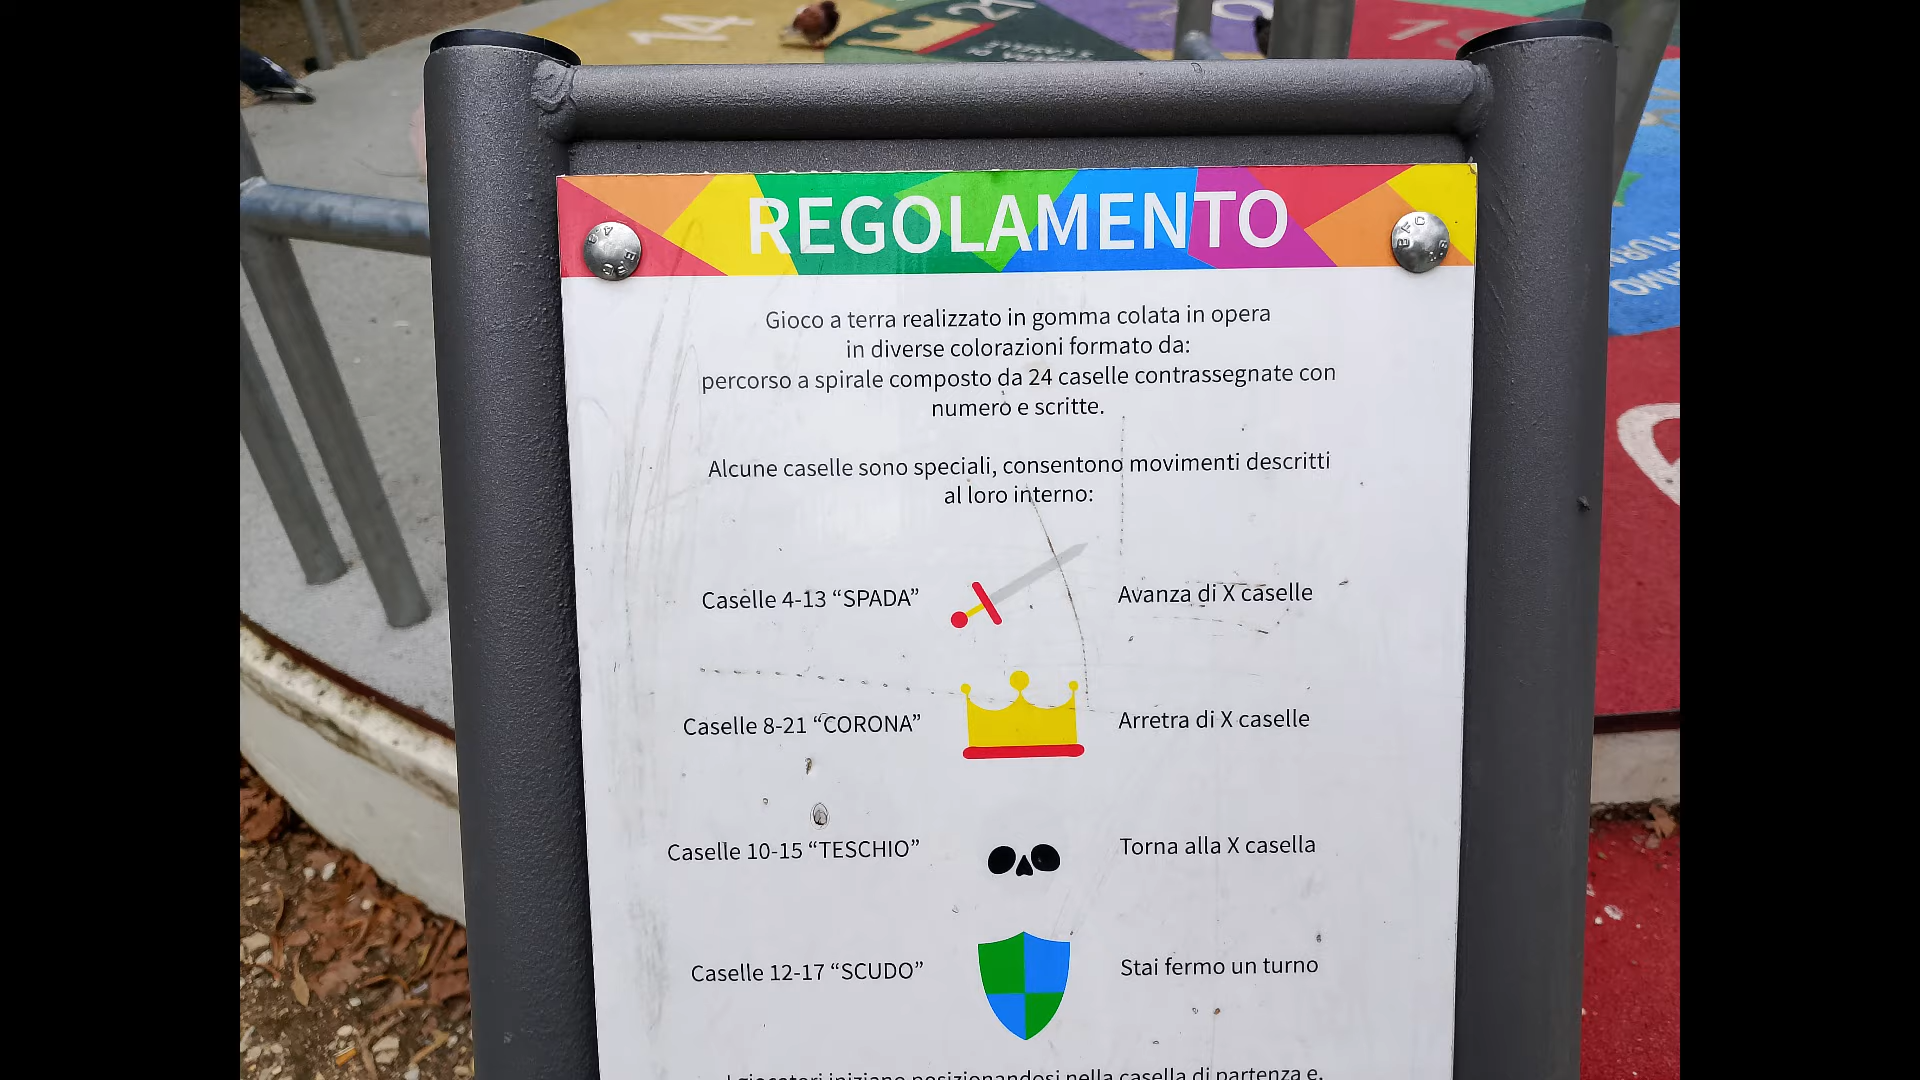 14
REGOLAMENTO
Gioco a terra realizzato in gomma colata in opera
in diverse colorazioni formato da:
percorso a spirale composto da 24 caselle contrassegnate con
numero e scritte.
Alcune caselle sono speciali, consentono movimenti descritti
al loro interno:
Caselle 4-13 “SPADA” Avanza di X caselle
Caselle 8-21 “CORONA” Arretra di X caselle
Caselle 10-15 “TESCHIO” Torna alla X casella
Caselle 12-17 “SCUDO” Stai fermo un turno
I giocatori iniziano posizionandosi nella casella di partenza e,